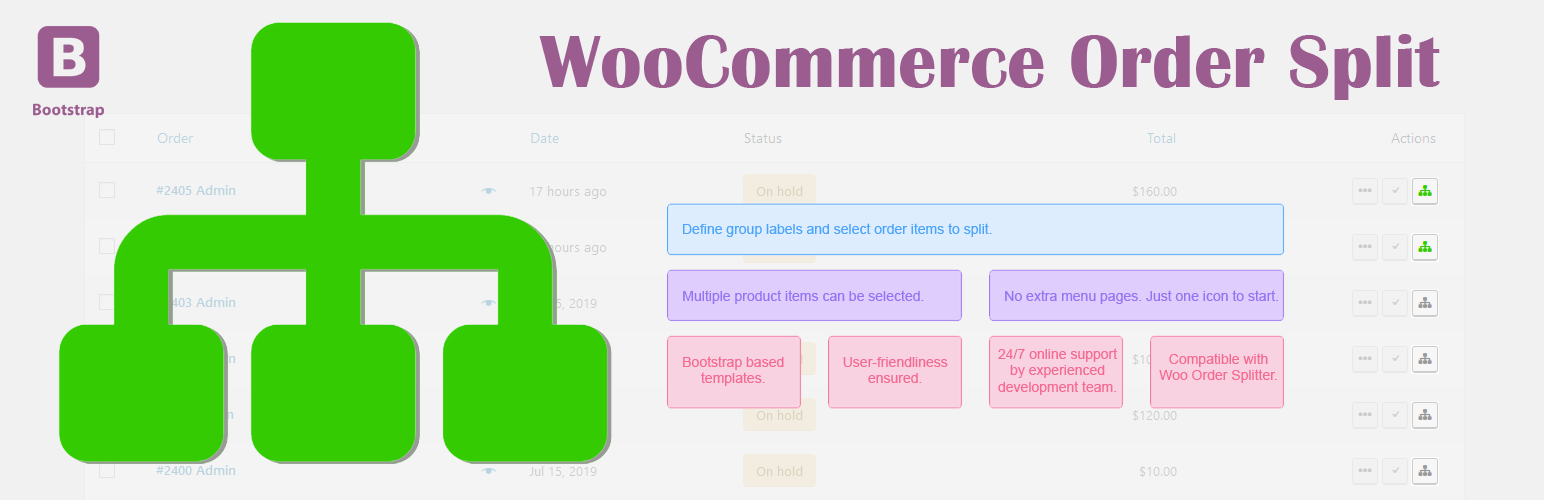 B
Bootstrap
WooCommerce Order Split
Order Date Status Total Actions
#2405 Admin 17 hours ago On hold $160.00
hours ago
Define group labels and select order items to split.
Multiple product items can be selected. No extra menu pages. Just one icon to start.
403 Admin 5, 2019
Bootstrap based
templates.
User-friendliness
ensured.
24/7 online support
by experienced
development team.
Compatible with
Woo Order Splitter.
On hold $120.00
#2400 Admin Jul 15, 2019 On hold $10.00